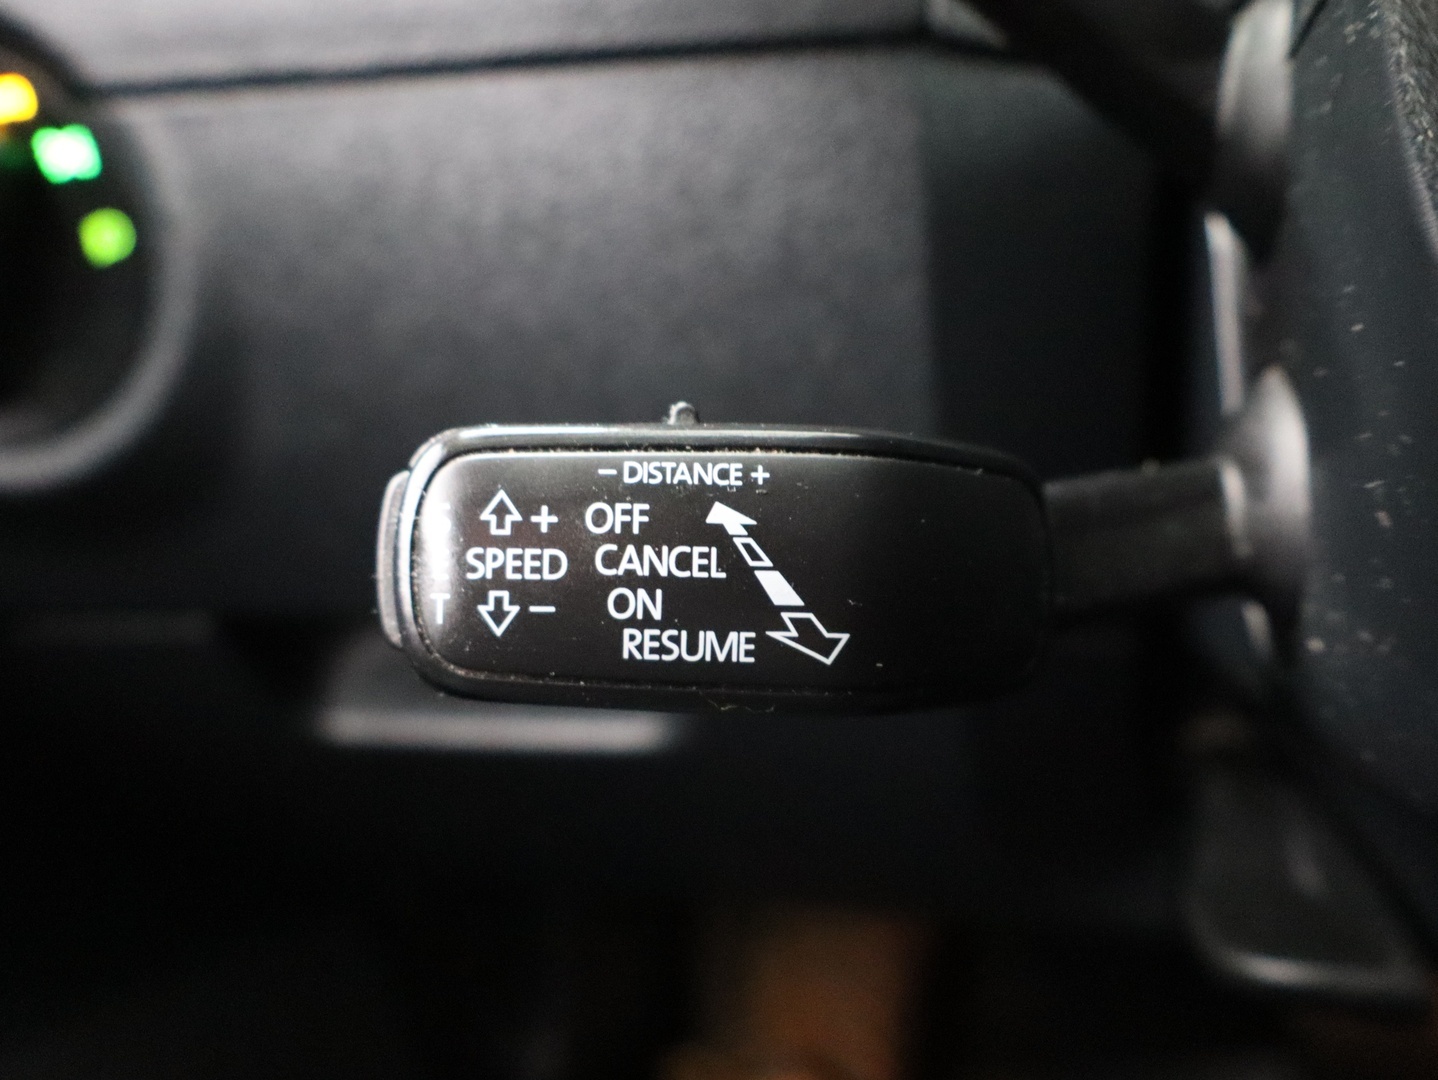 - DISTANCE +
S
E
T
+ OFF
SPEED CANCEL
- ON
RESUME